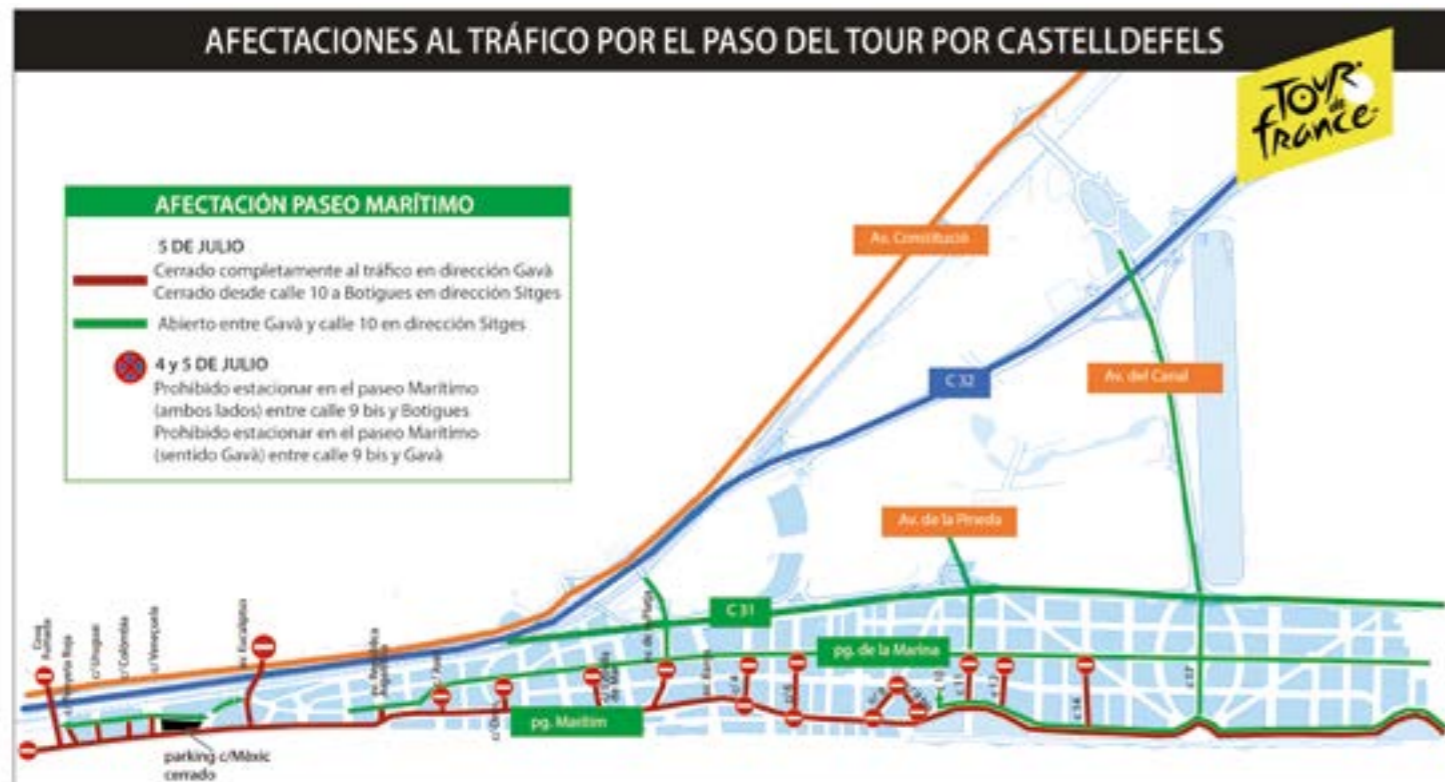 AFECTACIONES AL TRÁFICO POR EL PASO DEL TOUR POR CASTELLDEFELS
TOUR
de
france
AFECTACIÓN PASEO MARÍTIMO
5 DE JULIO
Cerrado completamente al tráfico en dirección Gavà
Cerrado desde calle 10 a Botigues en dirección Sitges
Abierto entre Gavà y calle 10 en dirección Sitges
4 y 5 DE JULIO
Prohibido estacionar en el paseo Marítimo
(ambos lados) entre calle 9 bis y Botigues
Prohibido estacionar en el paseo Marítimo
(sentido Gavà) entre calle 9 bis y Gavà
Av. Constitució
C 32
Av. del Canal
Av. de la Pineda
C 31
pg. de la Marina
pg. Marítim
c/Uruguai
c/Colòmbia
c/Veneçuela
av. Eucaliptus
parking c/Mèxic
cerrado